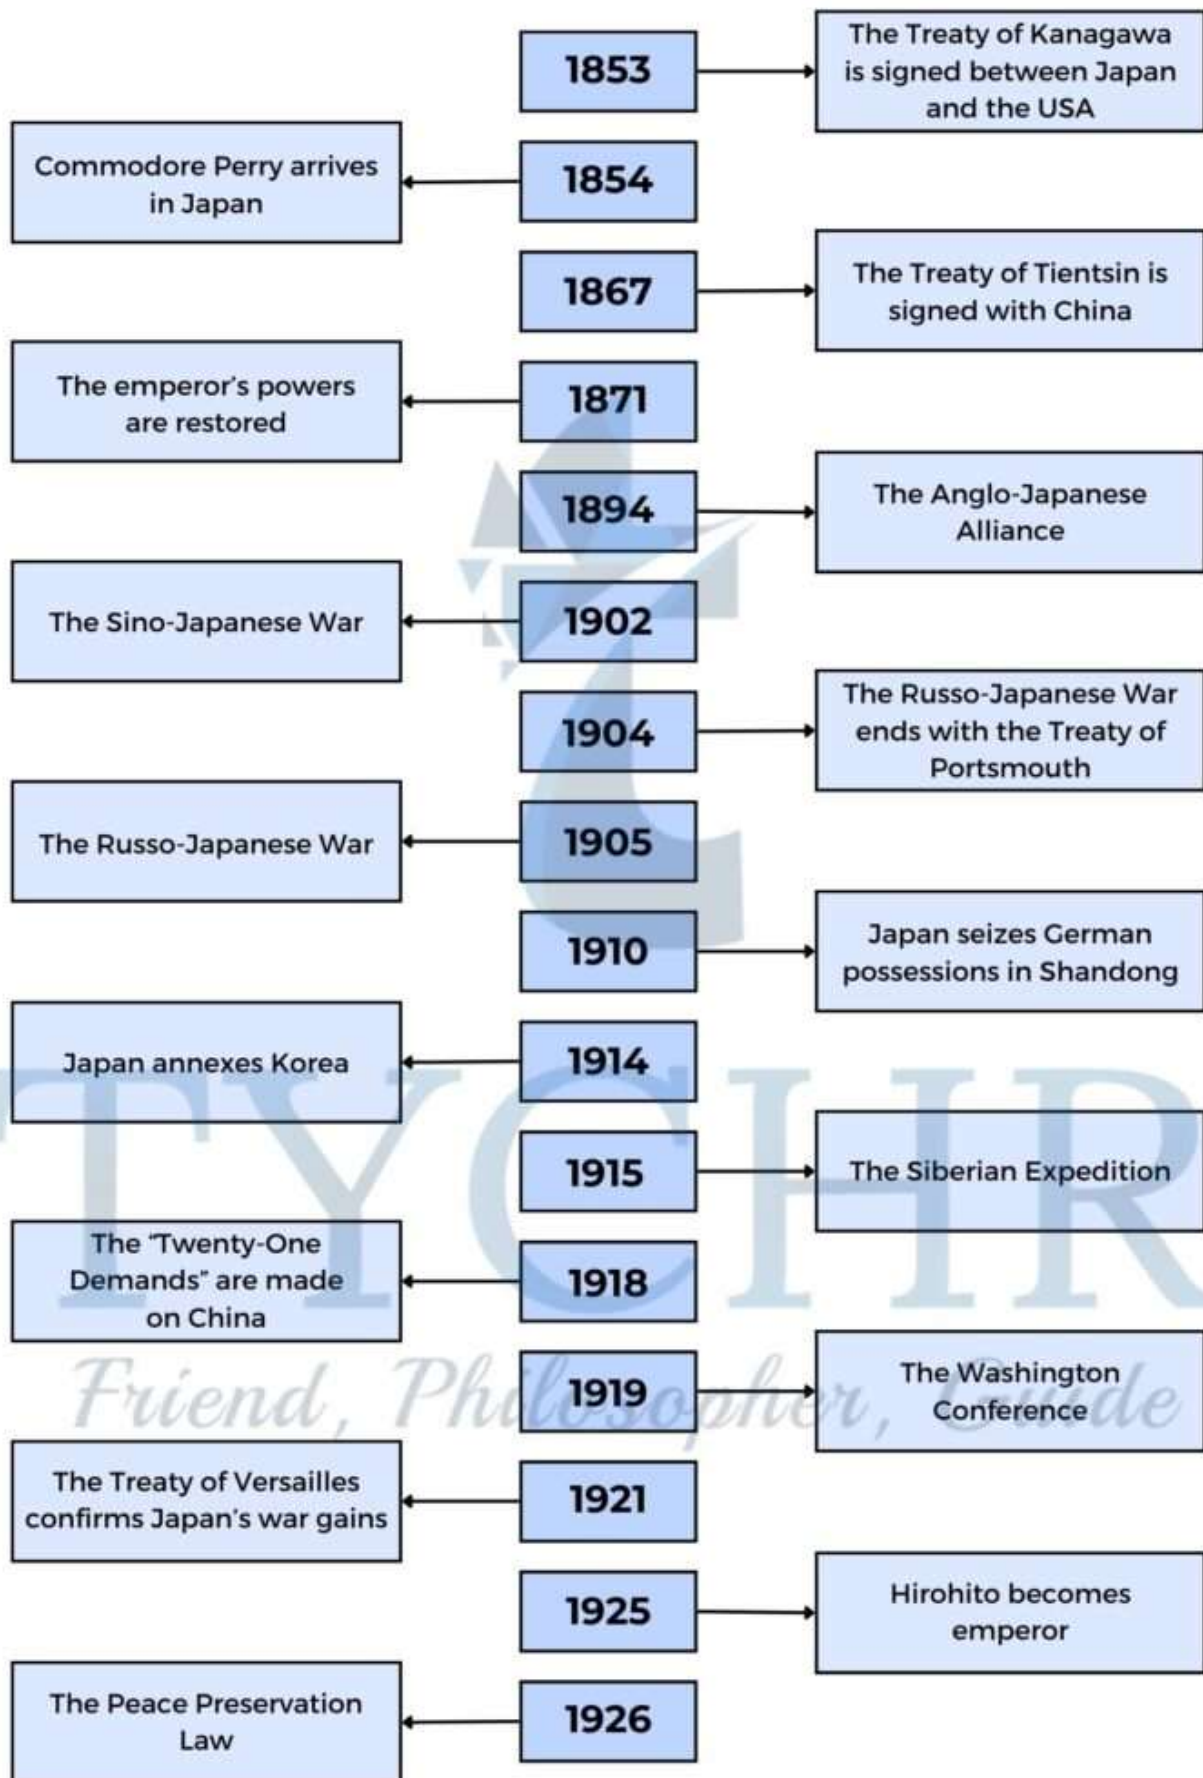 1853
The Treaty of Kanagawa
is signed between Japan
and the USA
Commodore Perry arrives
in Japan
1854
1867
The Treaty of Tientsin is
signed with China
The emperor's powers
are restored
1871
1894
The Anglo-Japanese
Alliance
The Sino-Japanese War
1902
1904
The Russo-Japanese War
ends with the Treaty of
Portsmouth
The Russo-Japanese War
1905
1910
Japan seizes German
possessions in Shandong
Japan annexes Korea
1914
TYCHR
1915
The Siberian Expedition
The "Twenty-One
Demands" are made
on China
1918
Friend, Philosopher, Guide
1919
The Washington
Conference
The Treaty of Versailles
confirms Japan's war gains
1921
1925
Hirohito becomes
emperor
The Peace Preservation
Law
1926